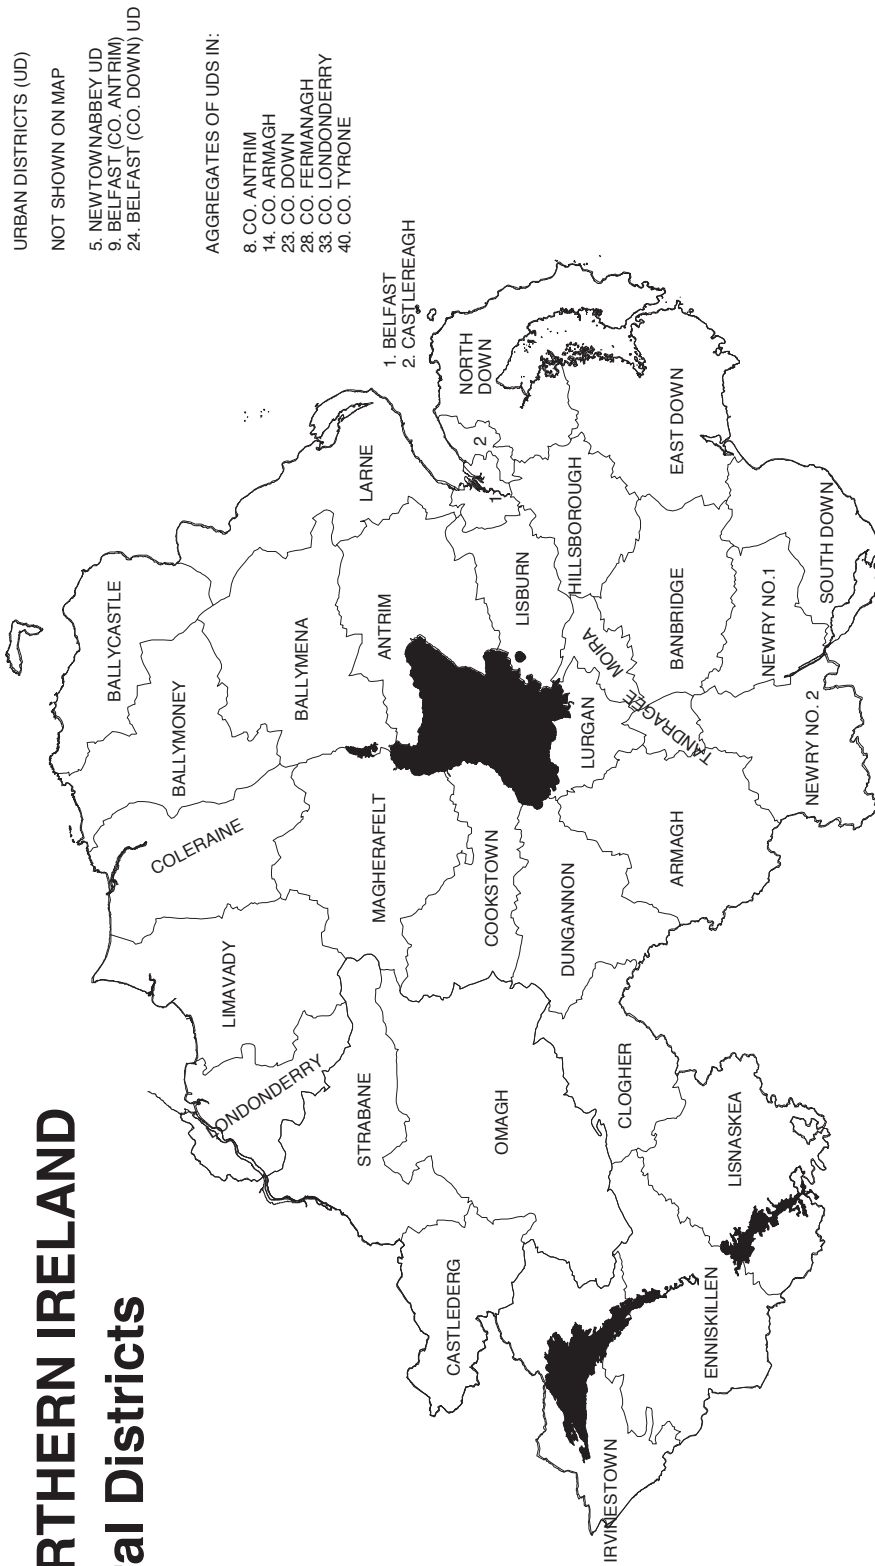 RTHERN IRELAND
al Districts
URBAN DISTRICTS (UD)
NOT SHOWN ON MAP
5. NEWTOWNABBEY UD
9. BELFAST (CO. ANTRIM)
24. BELFAST (CO. DOWN) UD
AGGREGATES OF UDS IN:
8. CO. ANTRIM
14. CO. ARMAGH
23. CO. DOWN
28. CO. FERMANAGH
33. CO. LONDONDERRY
40. CO. TYRONE
1. BELFAST
2. CASTLEREAGH
BALLYCASTLE
BALLYMONEY
COLERAINE
LIMAVADY
LONDONDERRY
LARNE
BALLYMENA
ANTRIM
MAGHERAFELT
STRABANE
NORTH
DOWN
2
1
LISBURN
COOKSTOWN
OMAGH
CASTLEDERG
HILLSBOROUGH
MOIRA
LURGAN
DUNGANNON
CLOGHER
IRVINESTOWN
EAST DOWN
BANBRIDGE
TANDRAGEE
ARMAGH
LISNASKEA
ENNISKILLEN
SOUTH DOWN
NEWRY NO.1
NEWRY NO. 2